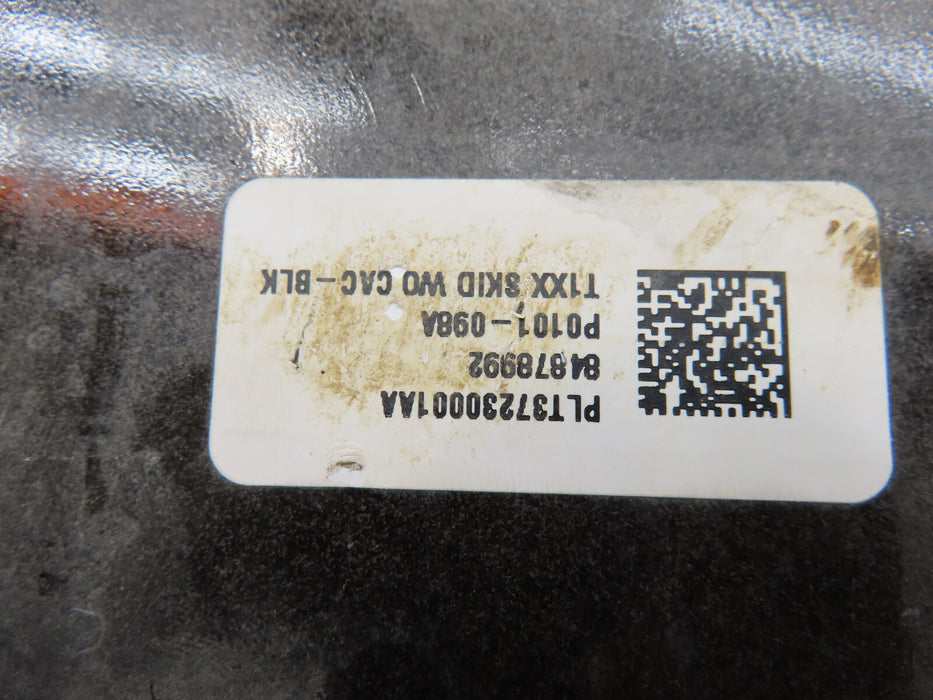 PLT37230001AA
84878992
P0101-098A
T1XX SKID WO CAC-BLK